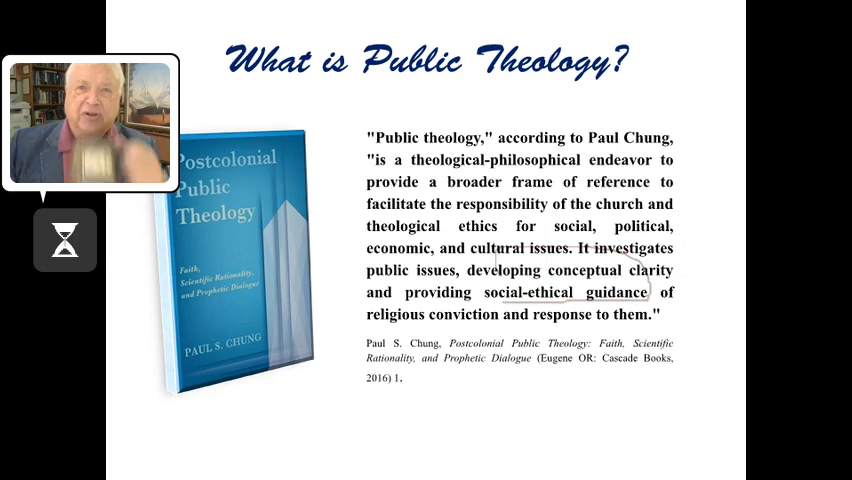 What is Public Theology?
Postcolonial
Public
Theology
Faith,
Scientific Rationality,
and Prophetic Dialogue
PAUL S. CHUNG
"Public theology," according to Paul Chung,
"is a theological-philosophical endeavor to
provide a broader frame of reference to
facilitate the responsibility of the church and
theological ethics for social, political,
economic, and cultural issues. It investigates
public issues, developing conceptual clarity
and providing social-ethical guidance of
religious conviction and response to them."
Paul S. Chung, Postcolonial Public Theology: Faith, Scientific
Rationality, and Prophetic Dialogue (Eugene OR: Cascade Books,
2016) 1.